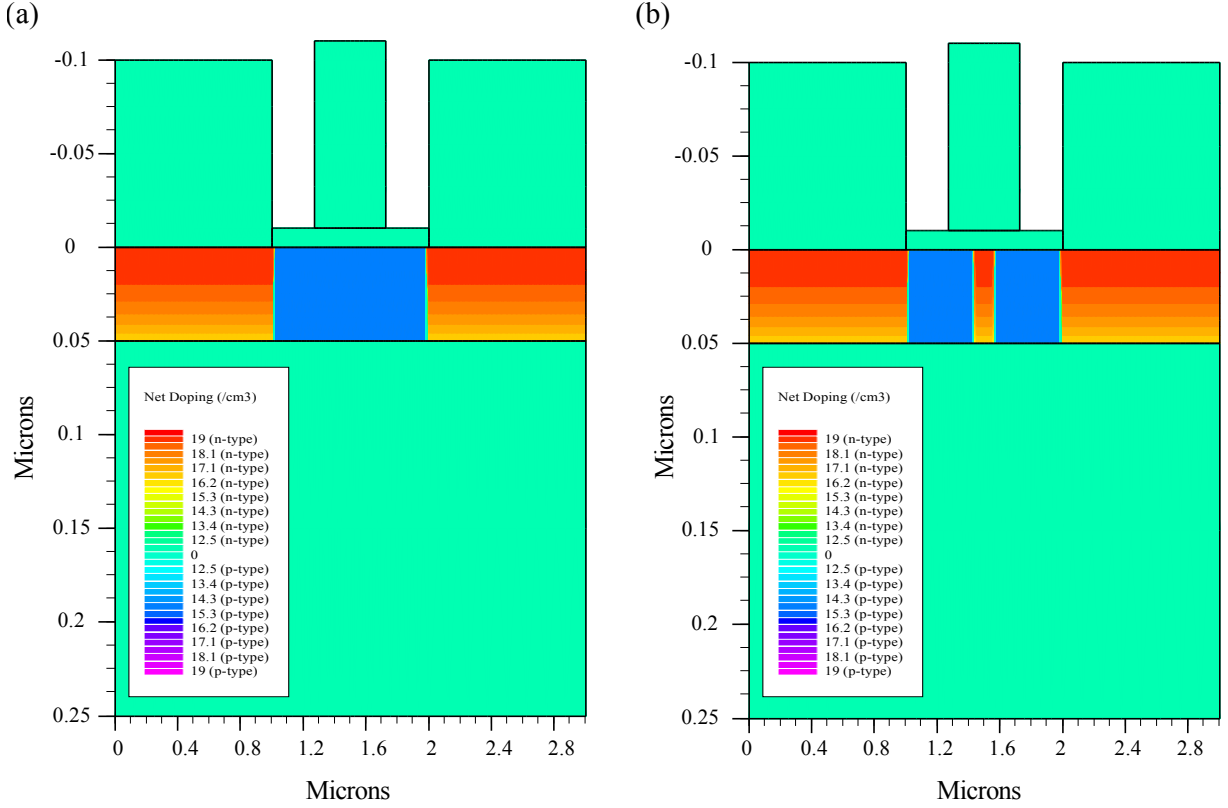 (a)
-0.1
-0.05
0
0.05
0.1
0.15
0.2
0.25
Microns
Net Doping (/cm3)
19 (n-type)
18.1 (n-type)
17.1 (n-type)
16.2 (n-type)
15.3 (n-type)
14.3 (n-type)
13.4 (n-type)
12.5 (n-type)
0
12.5 (p-type)
13.4 (p-type)
14.3 (p-type)
15.3 (p-type)
16.2 (p-type)
17.1 (p-type)
18.1 (p-type)
19 (p-type)
0 0.4 0.8 1.2 1.6 2 2.4 2.8
Microns
(b)
-0.1
-0.05
0
0.05
0.1
0.15
0.2
0.25
Microns
Net Doping (/cm3)
19 (n-type)
18.1 (n-type)
17.1 (n-type)
16.2 (n-type)
15.3 (n-type)
14.3 (n-type)
13.4 (n-type)
12.5 (n-type)
0
12.5 (p-type)
13.4 (p-type)
14.3 (p-type)
15.3 (p-type)
16.2 (p-type)
17.1 (p-type)
18.1 (p-type)
19 (p-type)
0 0.4 0.8 1.2 1.6 2 2.4 2.8
Microns